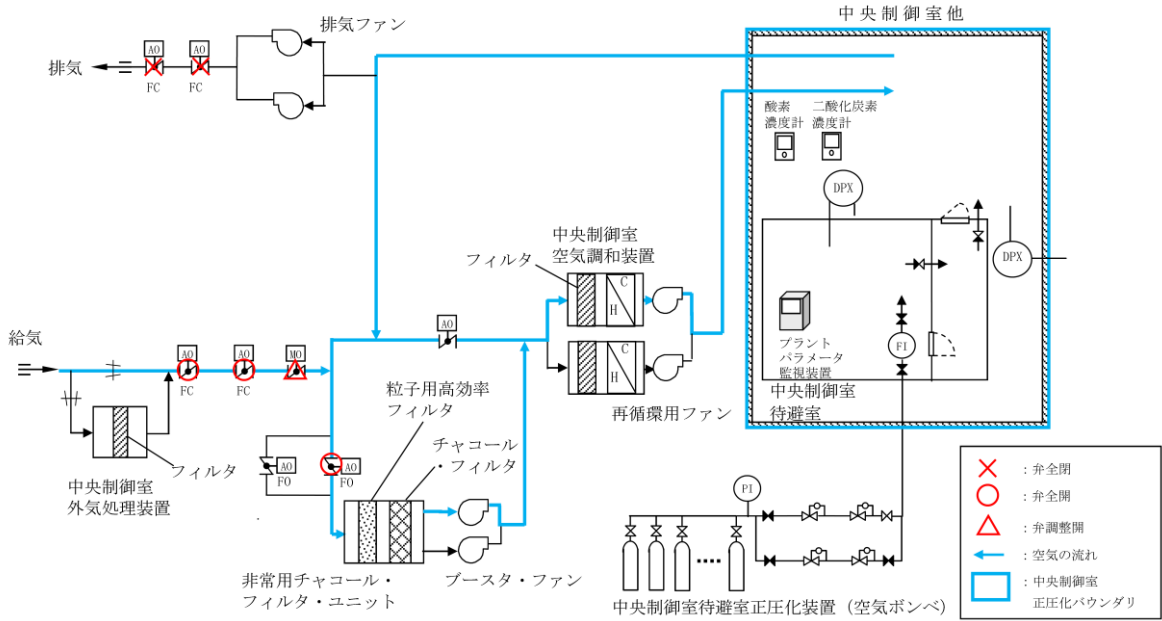 中央制御室他
排気ファン
排気
AO
AO
FC
FC
酸素
濃度計
二酸化炭素
濃度計
DPX
DPX
中央制御室
空気調和装置
フィルタ
C
H
C
H
AO
再循環用ファン
給気
AO
AO
MO
FC
FC
フィルタ
中央制御室
外気処理装置
粒子用高効率
フィルタ
チャコール
・フィルタ
AO
FO
AO
FO
非常用チャコール・
フィルタ・ユニット
ブースタ・ファン
プラント
パラメータ
監視装置
中央制御室
待避室
FI
PI
中央制御室待避室正圧化装置（空気ボンベ）
：弁全閉
：弁全開
：弁調整開
：空気の流れ
：中央制御室
正圧化バウンダリ